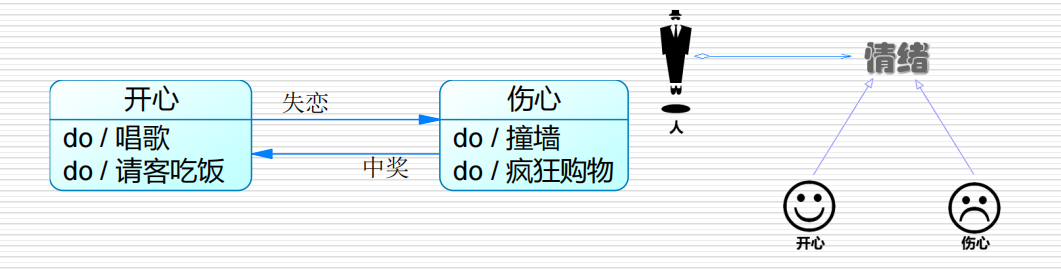 开心
do / 唱歌
do / 请客吃饭
失恋
中奖
伤心
do / 撞墙
do / 疯狂购物
人
情绪
开心
伤心